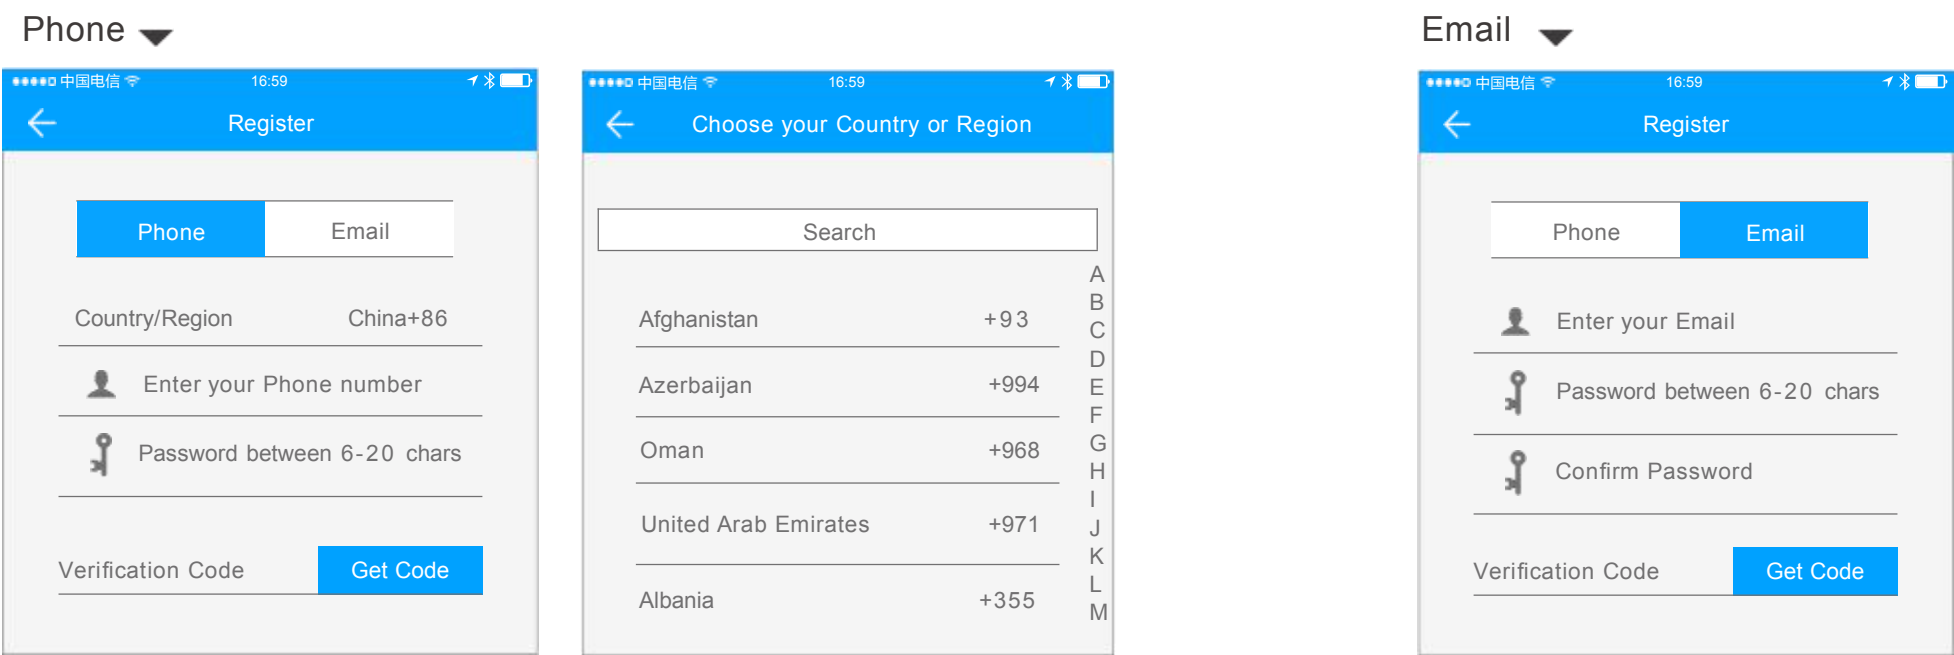 Phone
中国电信 16:59
Register
Phone Email
Country/Region China+86
Enter your Phone number
Password between 6-20 chars
Verification Code Get Code
中国电信 16:59
Choose your Country or Region
Search
Afghanistan +93
Azerbaijan +994
Oman +968
United Arab Emirates +971
Albania +355
A
B
C
D
E
F
G
H
I
J
K
L
M
Email
中国电信 16:59
Register
Phone Email
Enter your Email
Password between 6-20 chars
Confirm Password
Verification Code Get Code